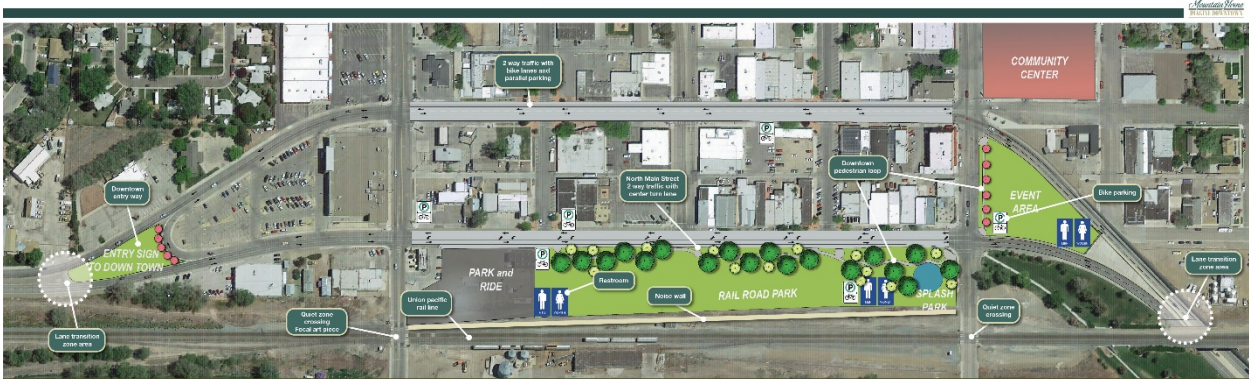 Mountain Home
2 way traffic with
bike lanes and
paralel parking
COMMUNITY
CENTER
Downtown
entry way
North Main Street
2 way traffic with
center turn lane
Downtown
pedestrian loop
EVENT
AREA
Bike parking
P
P
P
P
P
P
ENTRY SIGN
TO DOWN TOWN
PARK and
RIDE
Restroom
Noise wall
RAIL ROAD PARK
SPLASH
PARK
Lane transition
zone area
Union pacific
rail line
Quiet zone
crossing
Focal art piece
Quiet zone
crossing
Lane transition
zone area